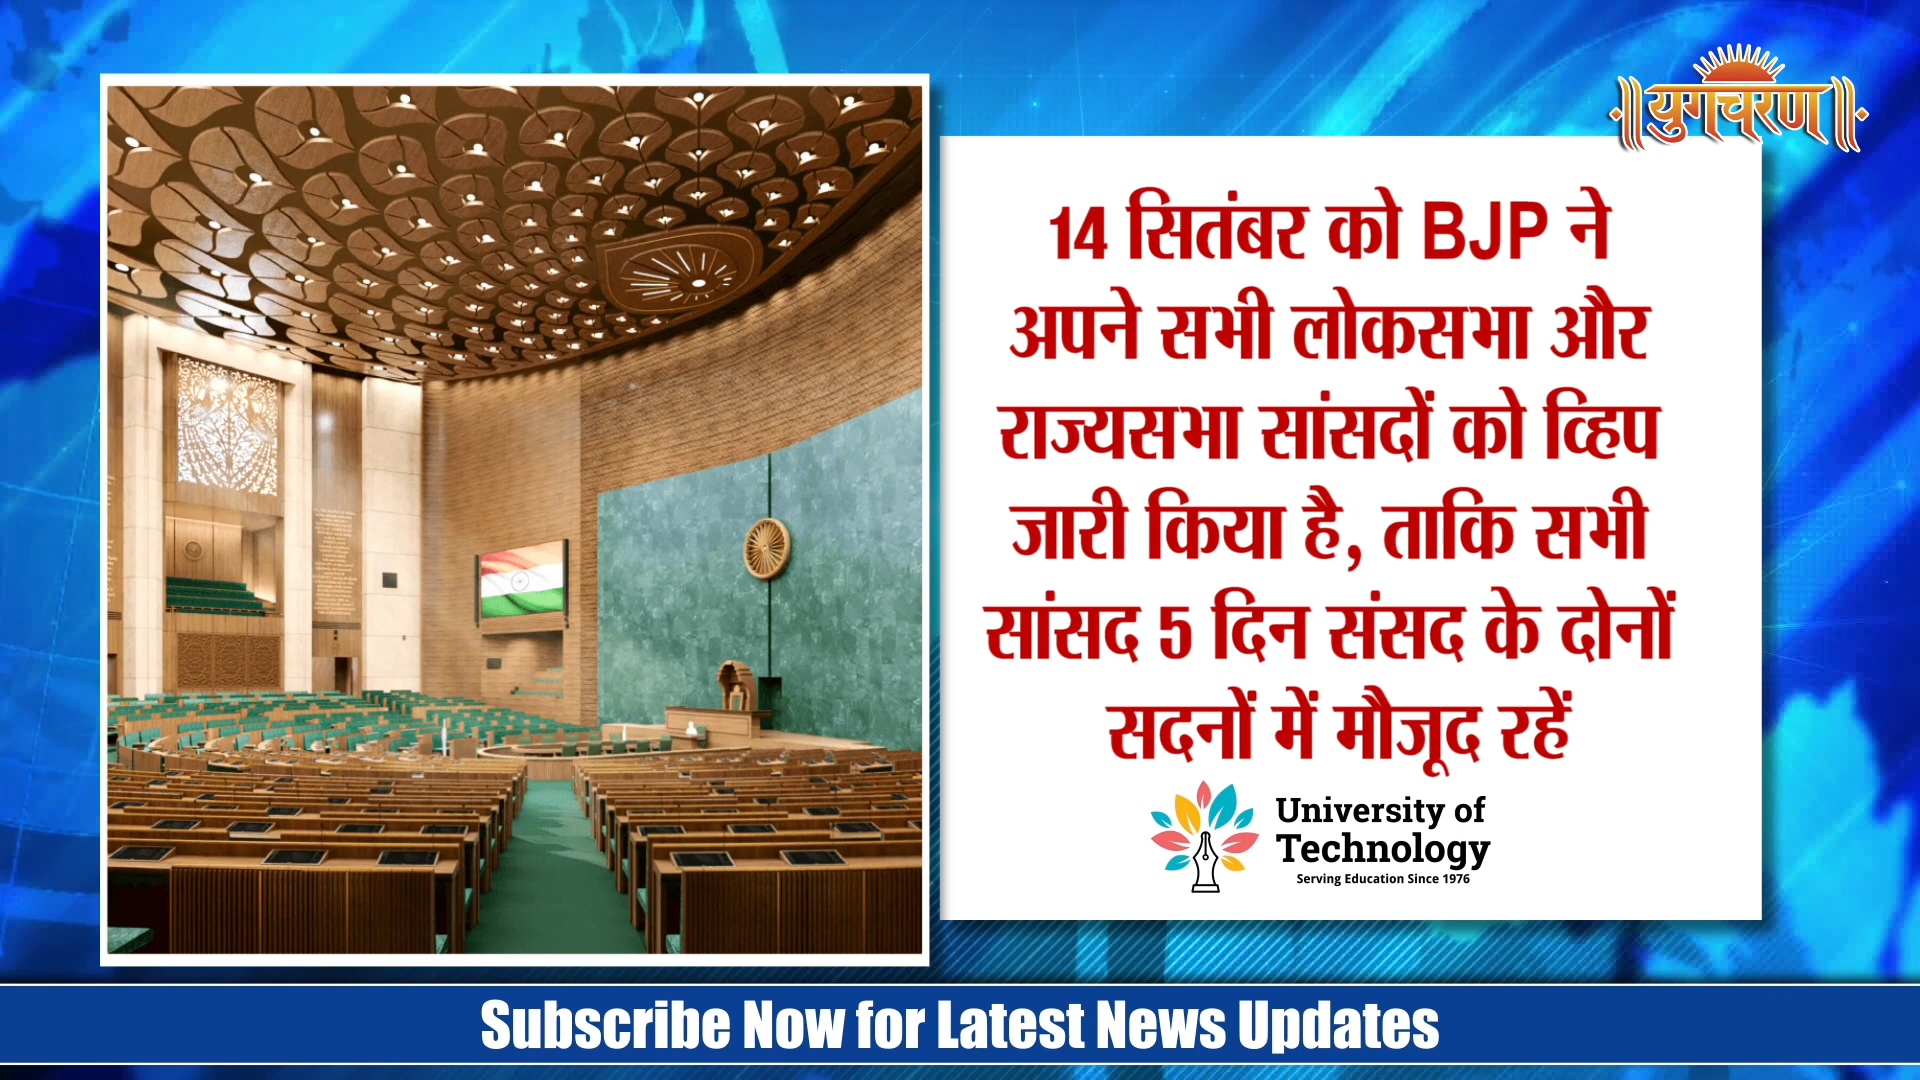 ॥युगचरण॥
14 सितंबर को BJP ने
अपने सभी लोकसभा और
राज्यसभा सांसदों को व्हिप
जारी किया है, ताकि सभी
सांसद 5 दिन संसद के दोनों
सदनों में मौजूद रहें
University of
Technology
Serving Education Since 1976
Subscribe Now for Latest News Updates